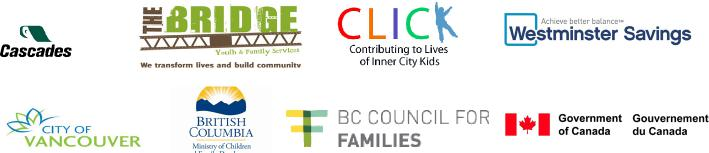 Cascades
THE BRIDGE
Youth & Family Services
We transform lives and build community
CLICK
Contributing to Lives
of Inner City Kids
Achieve better balance™
Westminster Savings
CITY OF
VANCOUVER
BRITISH
COLUMBIA
Ministry of Children
BC COUNCIL FOR
FAMILIES
Government
of Canada
Gouvernement
du Canada